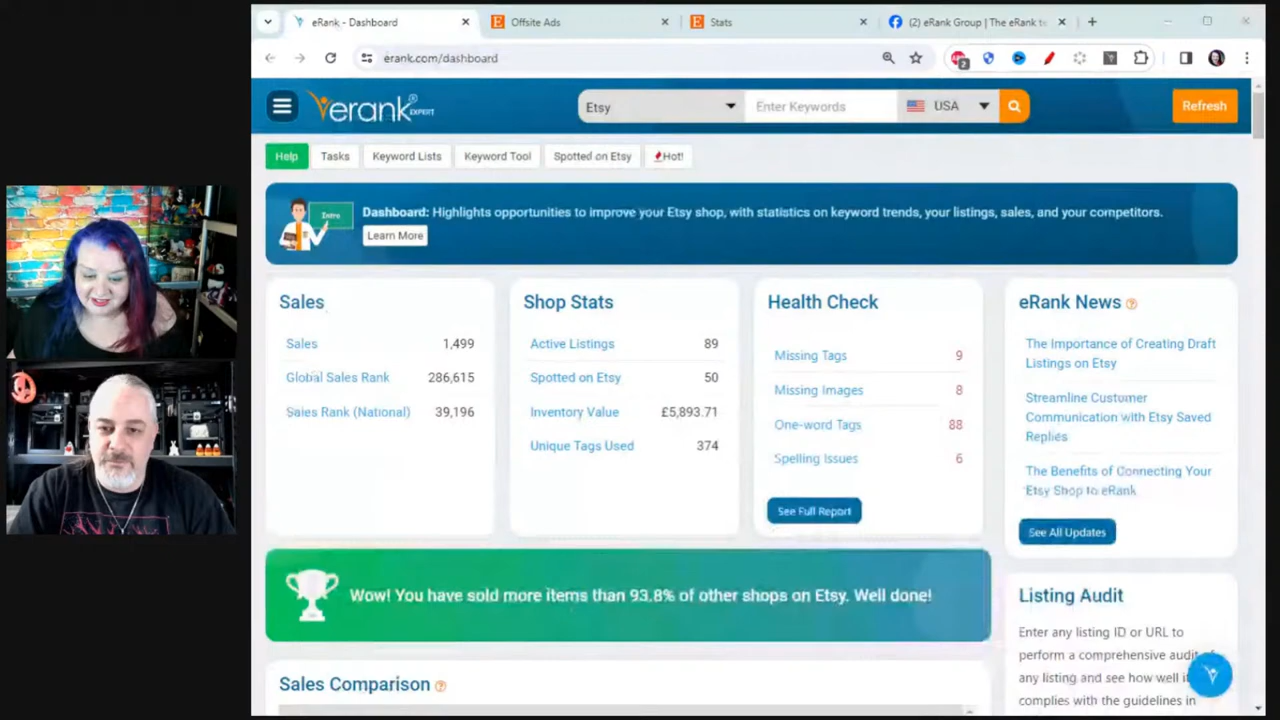 eRank - Dashboard
Offsite Ads
Stats
(2) eRank Group | The eRank t
erank.com/dashboard
2
erank EXPERT
Etsy
Enter Keywords
USA
Refresh
Help
Tasks
Keyword Lists
Keyword Tool
Spotted on Etsy
Hot!
Intro
Dashboard: Highlights opportunities to improve your Etsy shop, with statistics on keyword trends, your listings, sales, and your competitors.
Learn More
Sales
Sales 1,499
Global Sales Rank 286,615
Sales Rank (National) 39,196
Shop Stats
Active Listings 89
Spotted on Etsy 50
Inventory Value £5,893.71
Unique Tags Used 374
Health Check
Missing Tags 9
Missing Images 8
One-word Tags 88
Spelling Issues 6
See Full Report
eRank News
The Importance of Creating Draft
Listings on Etsy
Streamline Customer
Communication with Etsy Saved
Replies
The Benefits of Connecting Your
Etsy Shop to eRank
See All Updates
Wow! You have sold more items than 93.8% of other shops on Etsy. Well done!
Listing Audit
Enter any listing ID or URL to
perform a comprehensive audit of
any listing and see how well it
complies with the guidelines in
Sales Comparison